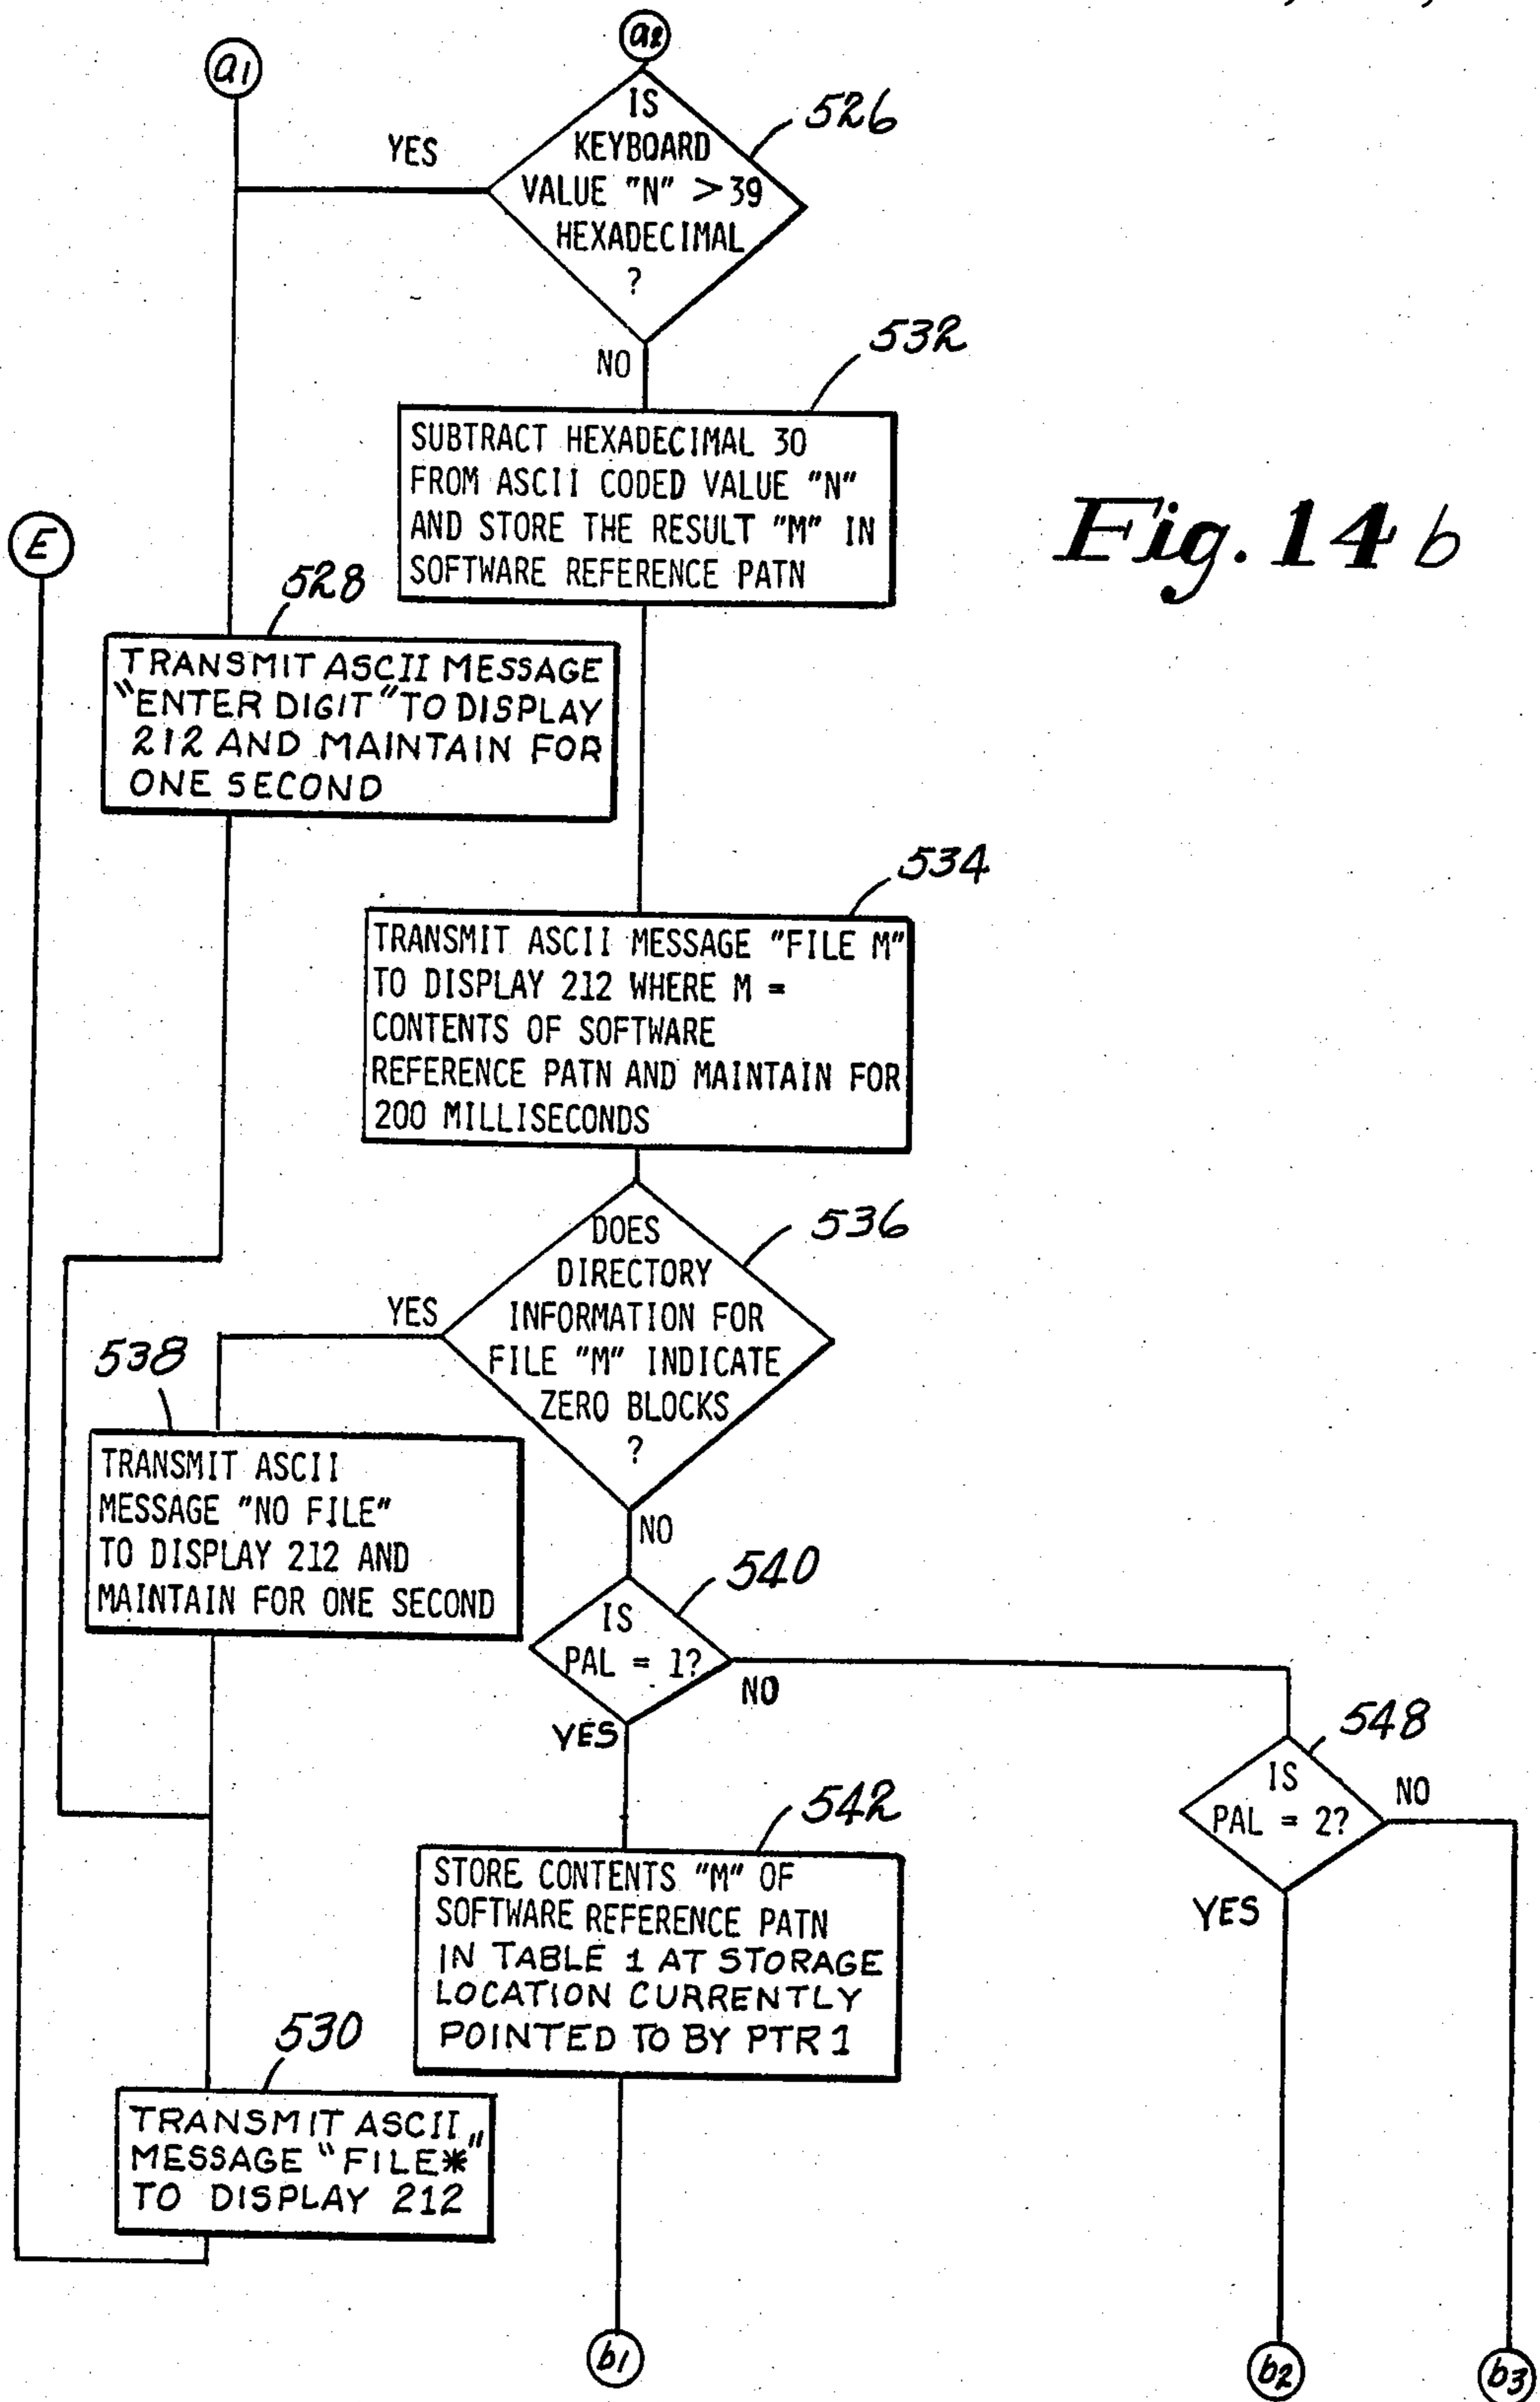 a1
a2
IS
KEYBOARD
VALUE "N" >39
HEXADECIMAL
?
526
YES
NO
532
SUBTRACT HEXADECIMAL 30
FROM ASCII CODED VALUE "N"
AND STORE THE RESULT "M" IN
SOFTWARE REFERENCE PATN
Fig. 14b
E
528
TRANSMIT ASCII MESSAGE
"ENTER DIGIT" TO DISPLAY
212 AND MAINTAIN FOR
ONE SECOND
534
TRANSMIT ASCII MESSAGE "FILE M"
TO DISPLAY 212 WHERE M =
CONTENTS OF SOFTWARE
REFERENCE PATN AND MAINTAIN FOR
200 MILLISECONDS
536
DOES
DIRECTORY
INFORMATION FOR
FILE "M" INDICATE
ZERO BLOCKS
?
YES
NO
538
TRANSMIT ASCII
MESSAGE "NO FILE"
TO DISPLAY 212 AND
MAINTAIN FOR ONE SECOND
540
IS
PAL = 1?
NO
YES
548
IS
PAL = 2?
NO
YES
542
STORE CONTENTS "M" OF
SOFTWARE REFERENCE PATN
IN TABLE 1 AT STORAGE
LOCATION CURRENTLY
POINTED TO BY PTR 1
530
TRANSMIT ASCII
MESSAGE "FILE*"
TO DISPLAY 212
b1
b2
b3